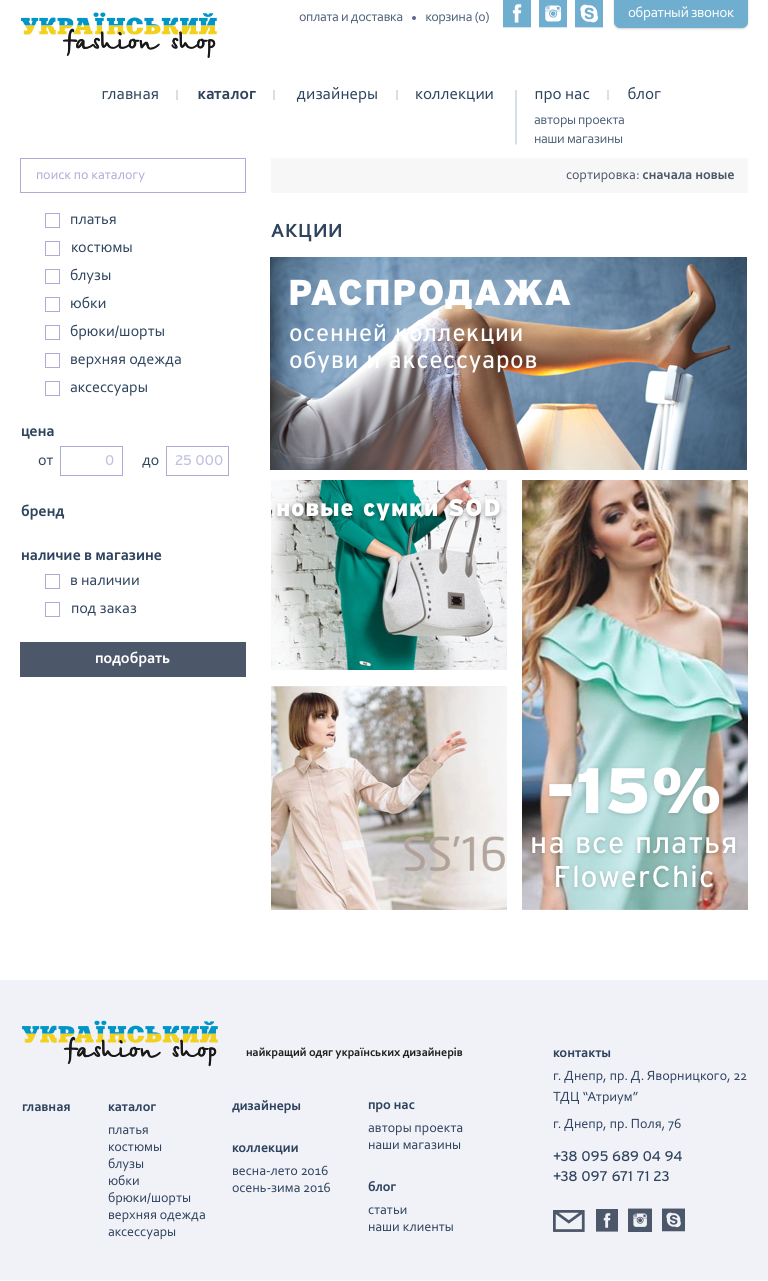 УКРАЇНСЬКИЙ
fashion shop
оплата и доставка • корзина (0)
обратный звонок
главная
каталог
дизайнеры
коллекции
про нас
блог
авторы проекта
наши магазины
поиск по каталогу
сортировка: сначала новые
платья
костюмы
блузы
юбки
брюки/шорты
верхняя одежда
аксессуары
цена
от 0 до 25 000
бренд
наличие в магазине
в наличии
под заказ
подобрать
АКЦИИ
РАСПРОДАЖА
осенней коллекции
обуви и аксессуаров
новые сумки SOD
SS'16
-15%
на все платья
FlowerChic
УКРАЇНСЬКИЙ
fashion shop
найкращий одяг українських дизайнерів
главная
каталог
платья
костюмы
блузы
юбки
брюки/шорты
верхняя одежда
аксессуары
дизайнеры
коллекции
весна-лето 2016
осень-зима 2016
про нас
авторы проекта
наши магазины
блог
статьи
наши клиенты
контакты
г. Днепр, пр. Д. Яворницкого, 22
ТДЦ “Атриум”
г. Днепр, пр. Поля, 76
+38 095 689 04 94
+38 097 671 71 23